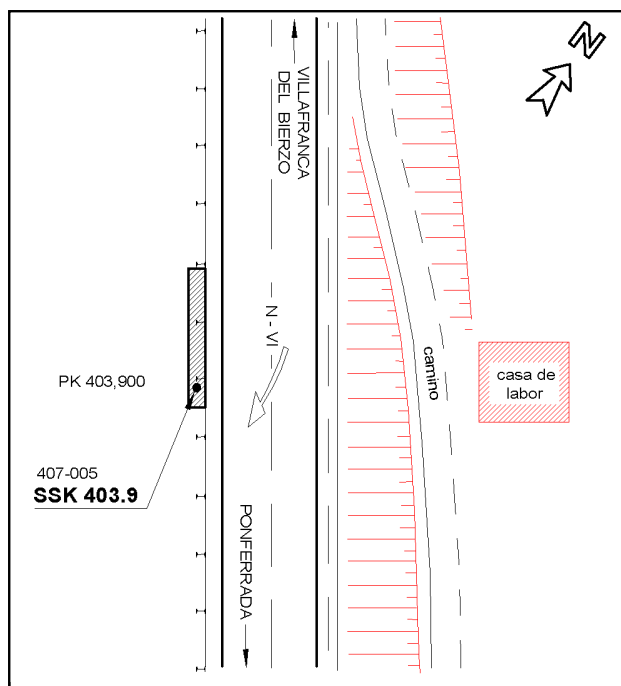 N
VILLAFRANCA
DEL BIERZO
N - VI
camino
casa de
labor
PK 403,900
407-005
SSK 403.9
PONFERRADA